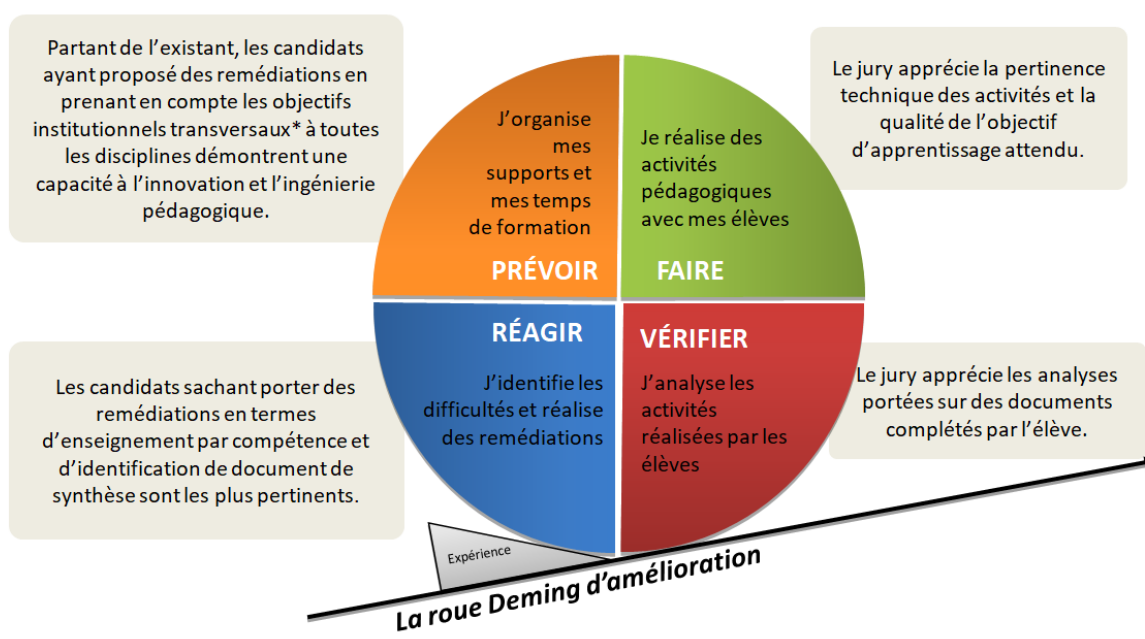 Partant de l’existant, les candidats
ayant proposé des remédiations en
prenant en compte les objectifs
institutionnels transversaux* à toutes
les disciplines démontrent une
capacité à l’innovation et l’ingénierie
pédagogique.
J’organise
mes
supports et
mes temps
de formation
PRÉVOIR
Je réalise des
activités
pédagogiques
avec mes élèves
FAIRE
Le jury apprécie la pertinence
technique des activités et la
qualité de l’objectif
d’apprentissage attendu.
Les candidats sachant porter des
remédiations en termes
d’enseignement par compétence et
d’identification de document de
synthèse sont les plus pertinents.
RÉAGIR
J’identifie les
difficultés et réalise
des remédiations
VÉRIFIER
J’analyse les
activités
réalisées par les
élèves
Le jury apprécie les analyses
portées sur des documents
complétés par l’élève.
Expérience
La roue Deming d’amélioration